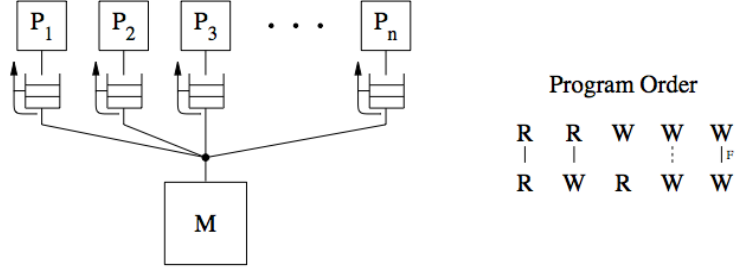 P1 P2 P3 . . . Pn
M
Program Order
R R W W W
F
R W R W W